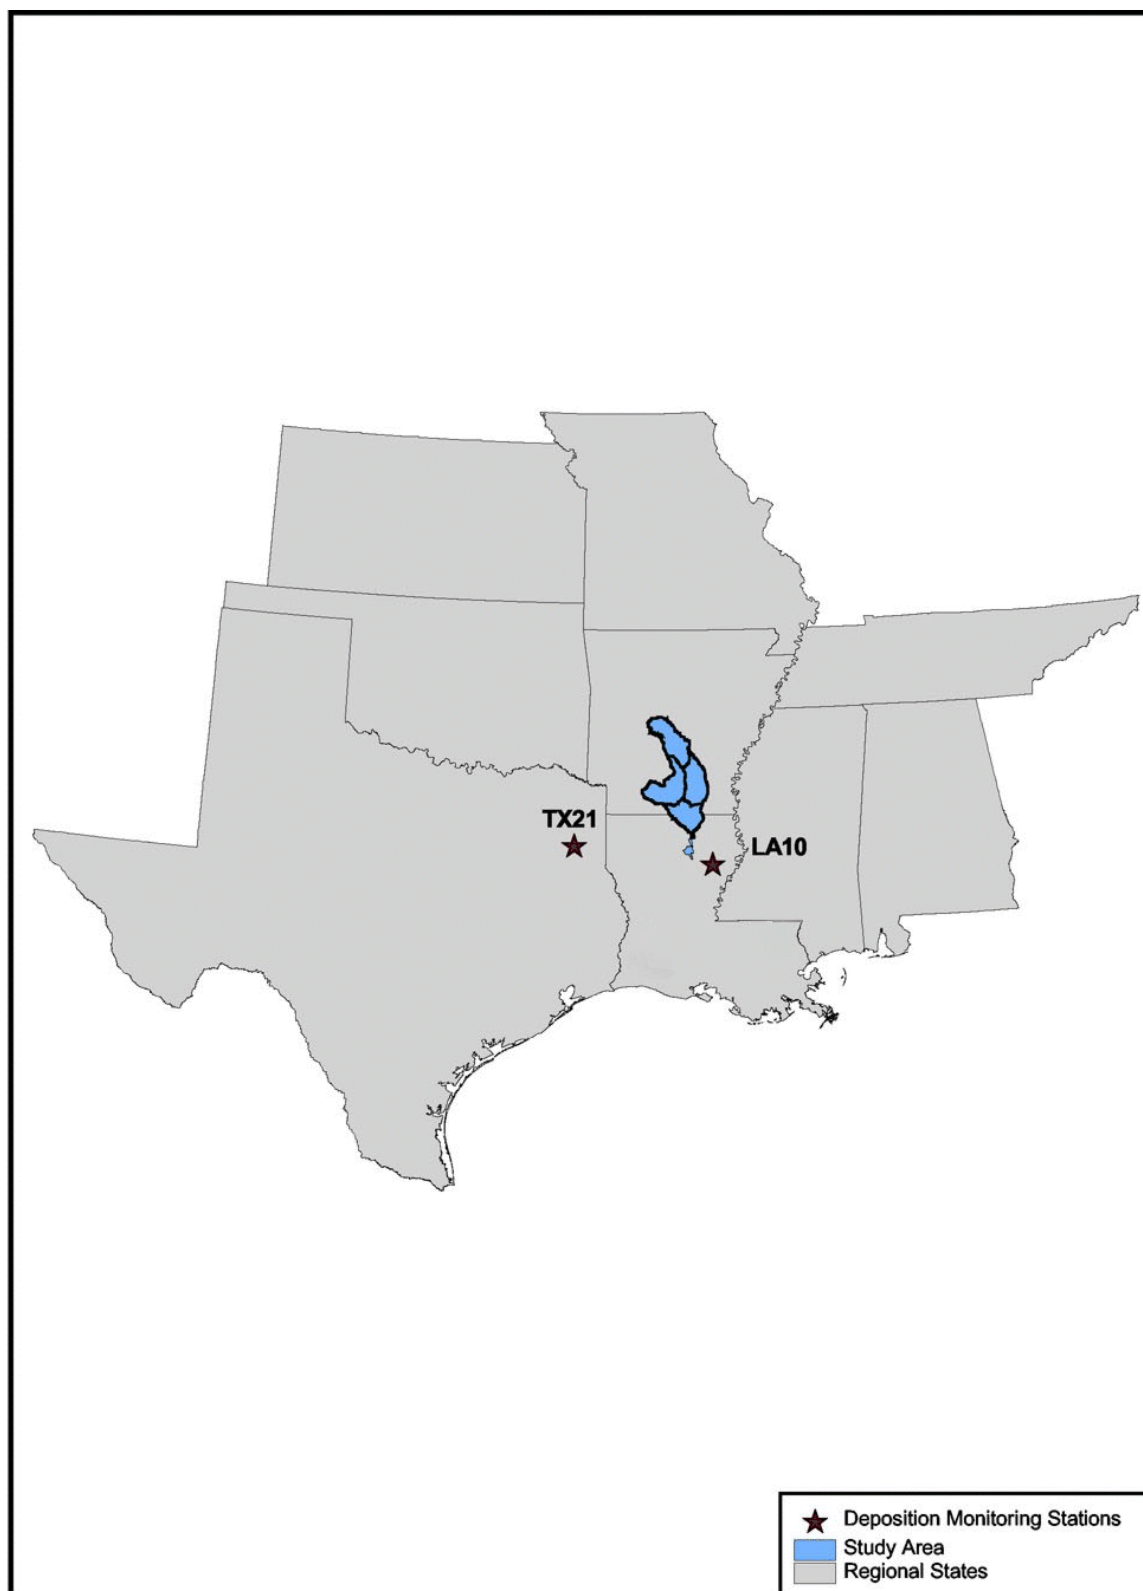 TX21
LA10
Deposition Monitoring Stations
Study Area
Regional States